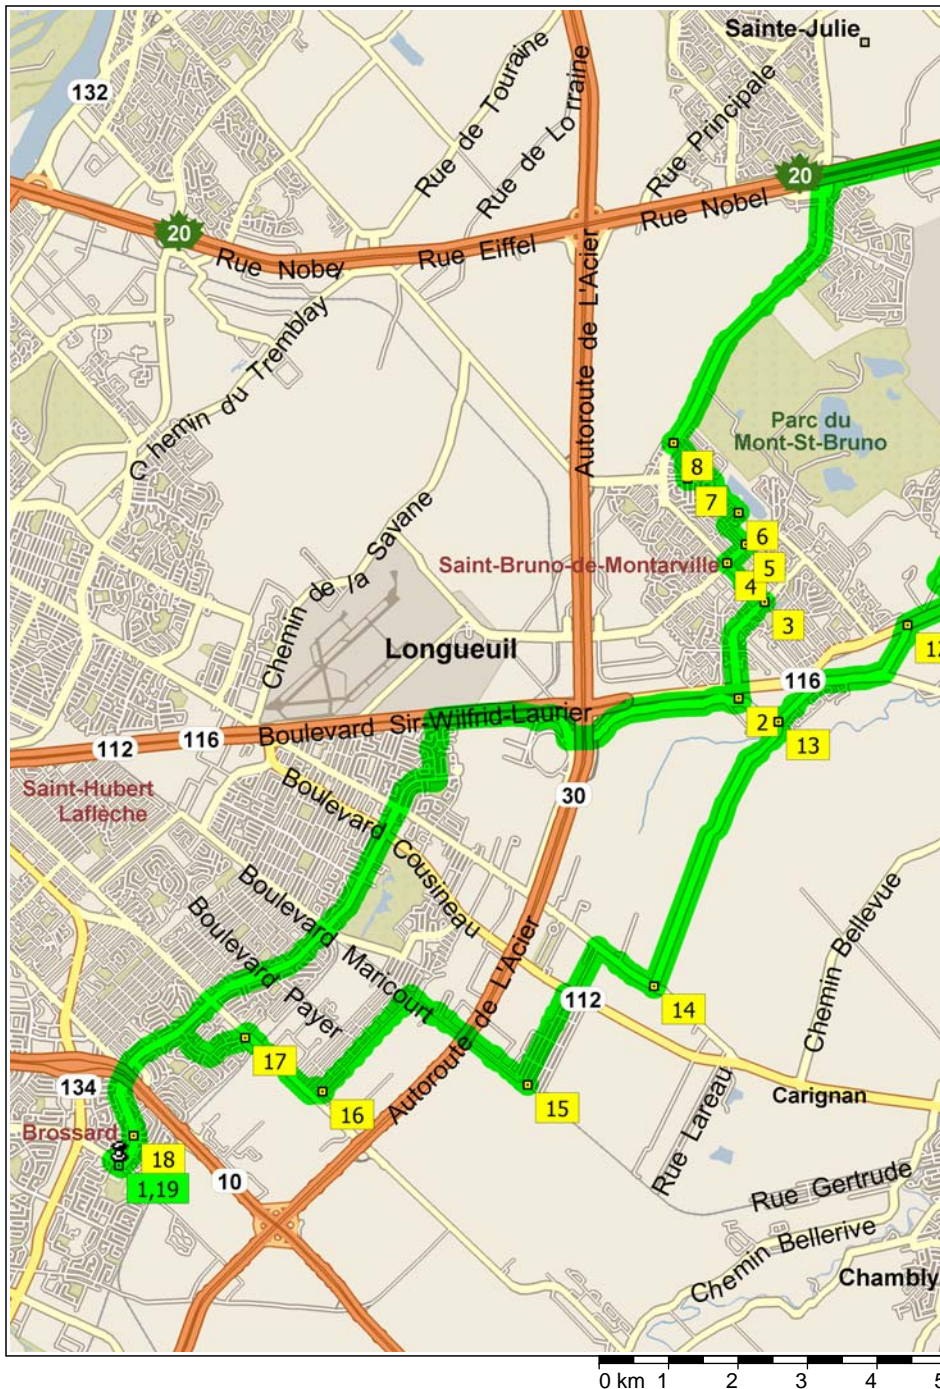 Sainte-Julie
132
Rue de Touraine
Rue de Lorraine
Rue Principale
20
20
Rue Nobel
Rue Eiffel
Rue Nobel
Autoroute de L'Acier
Chemin du Tremblay
Parc du
Mont-St-Bruno
8
7
6
5
4
3
Saint-Bruno-de-Montarville
Chemin de la Savane
Longueuil
12
116
2
13
Boulevard Sir-Wilfrid-Laurier
112
116
30
Saint-Hubert
Laflèche
Boulevard Cousineau
Boulevard Maricourt
Boulevard Payer
Autoroute de L'Acier
Chemin Bellevue
112
14
17
16
15
134
Carignan
Rue Lareau
Brossard
18
1,19
10
Rue Gertrude
Chemin Bellerive
Chambly
0 km 1 2 3 4 5